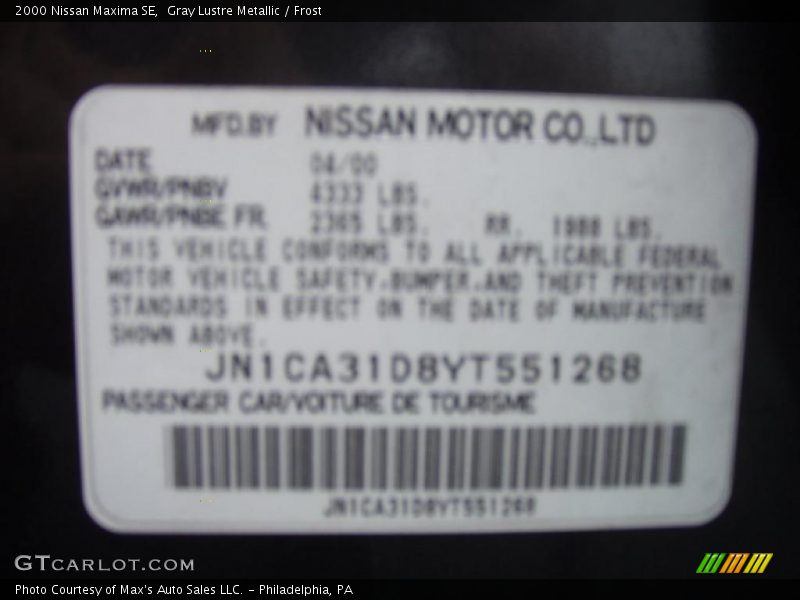 2000 Nissan Maxima SE,  Gray Lustre Metallic / Frost
MFD.BY NISSAN MOTOR CO.,LTD
DATE 04/00
GVWR/PNBV 4333 LBS.
GAWR/PNBE FR. 2365 LBS. RR. 1988 LBS.
THIS VEHICLE CONFORMS TO ALL APPLICABLE FEDERAL
MOTOR VEHICLE SAFETY,BUMPER,AND THEFT PREVENTION
STANDARDS IN EFFECT ON THE DATE OF MANUFACTURE
SHOWN ABOVE.
JN1CA31D8YT551268
PASSENGER CAR/VOITURE DE TOURISME
JN1CA31D8YT551268
GTCARLOT.COM
Photo Courtesy of Max's Auto Sales LLC. - Philadelphia, PA